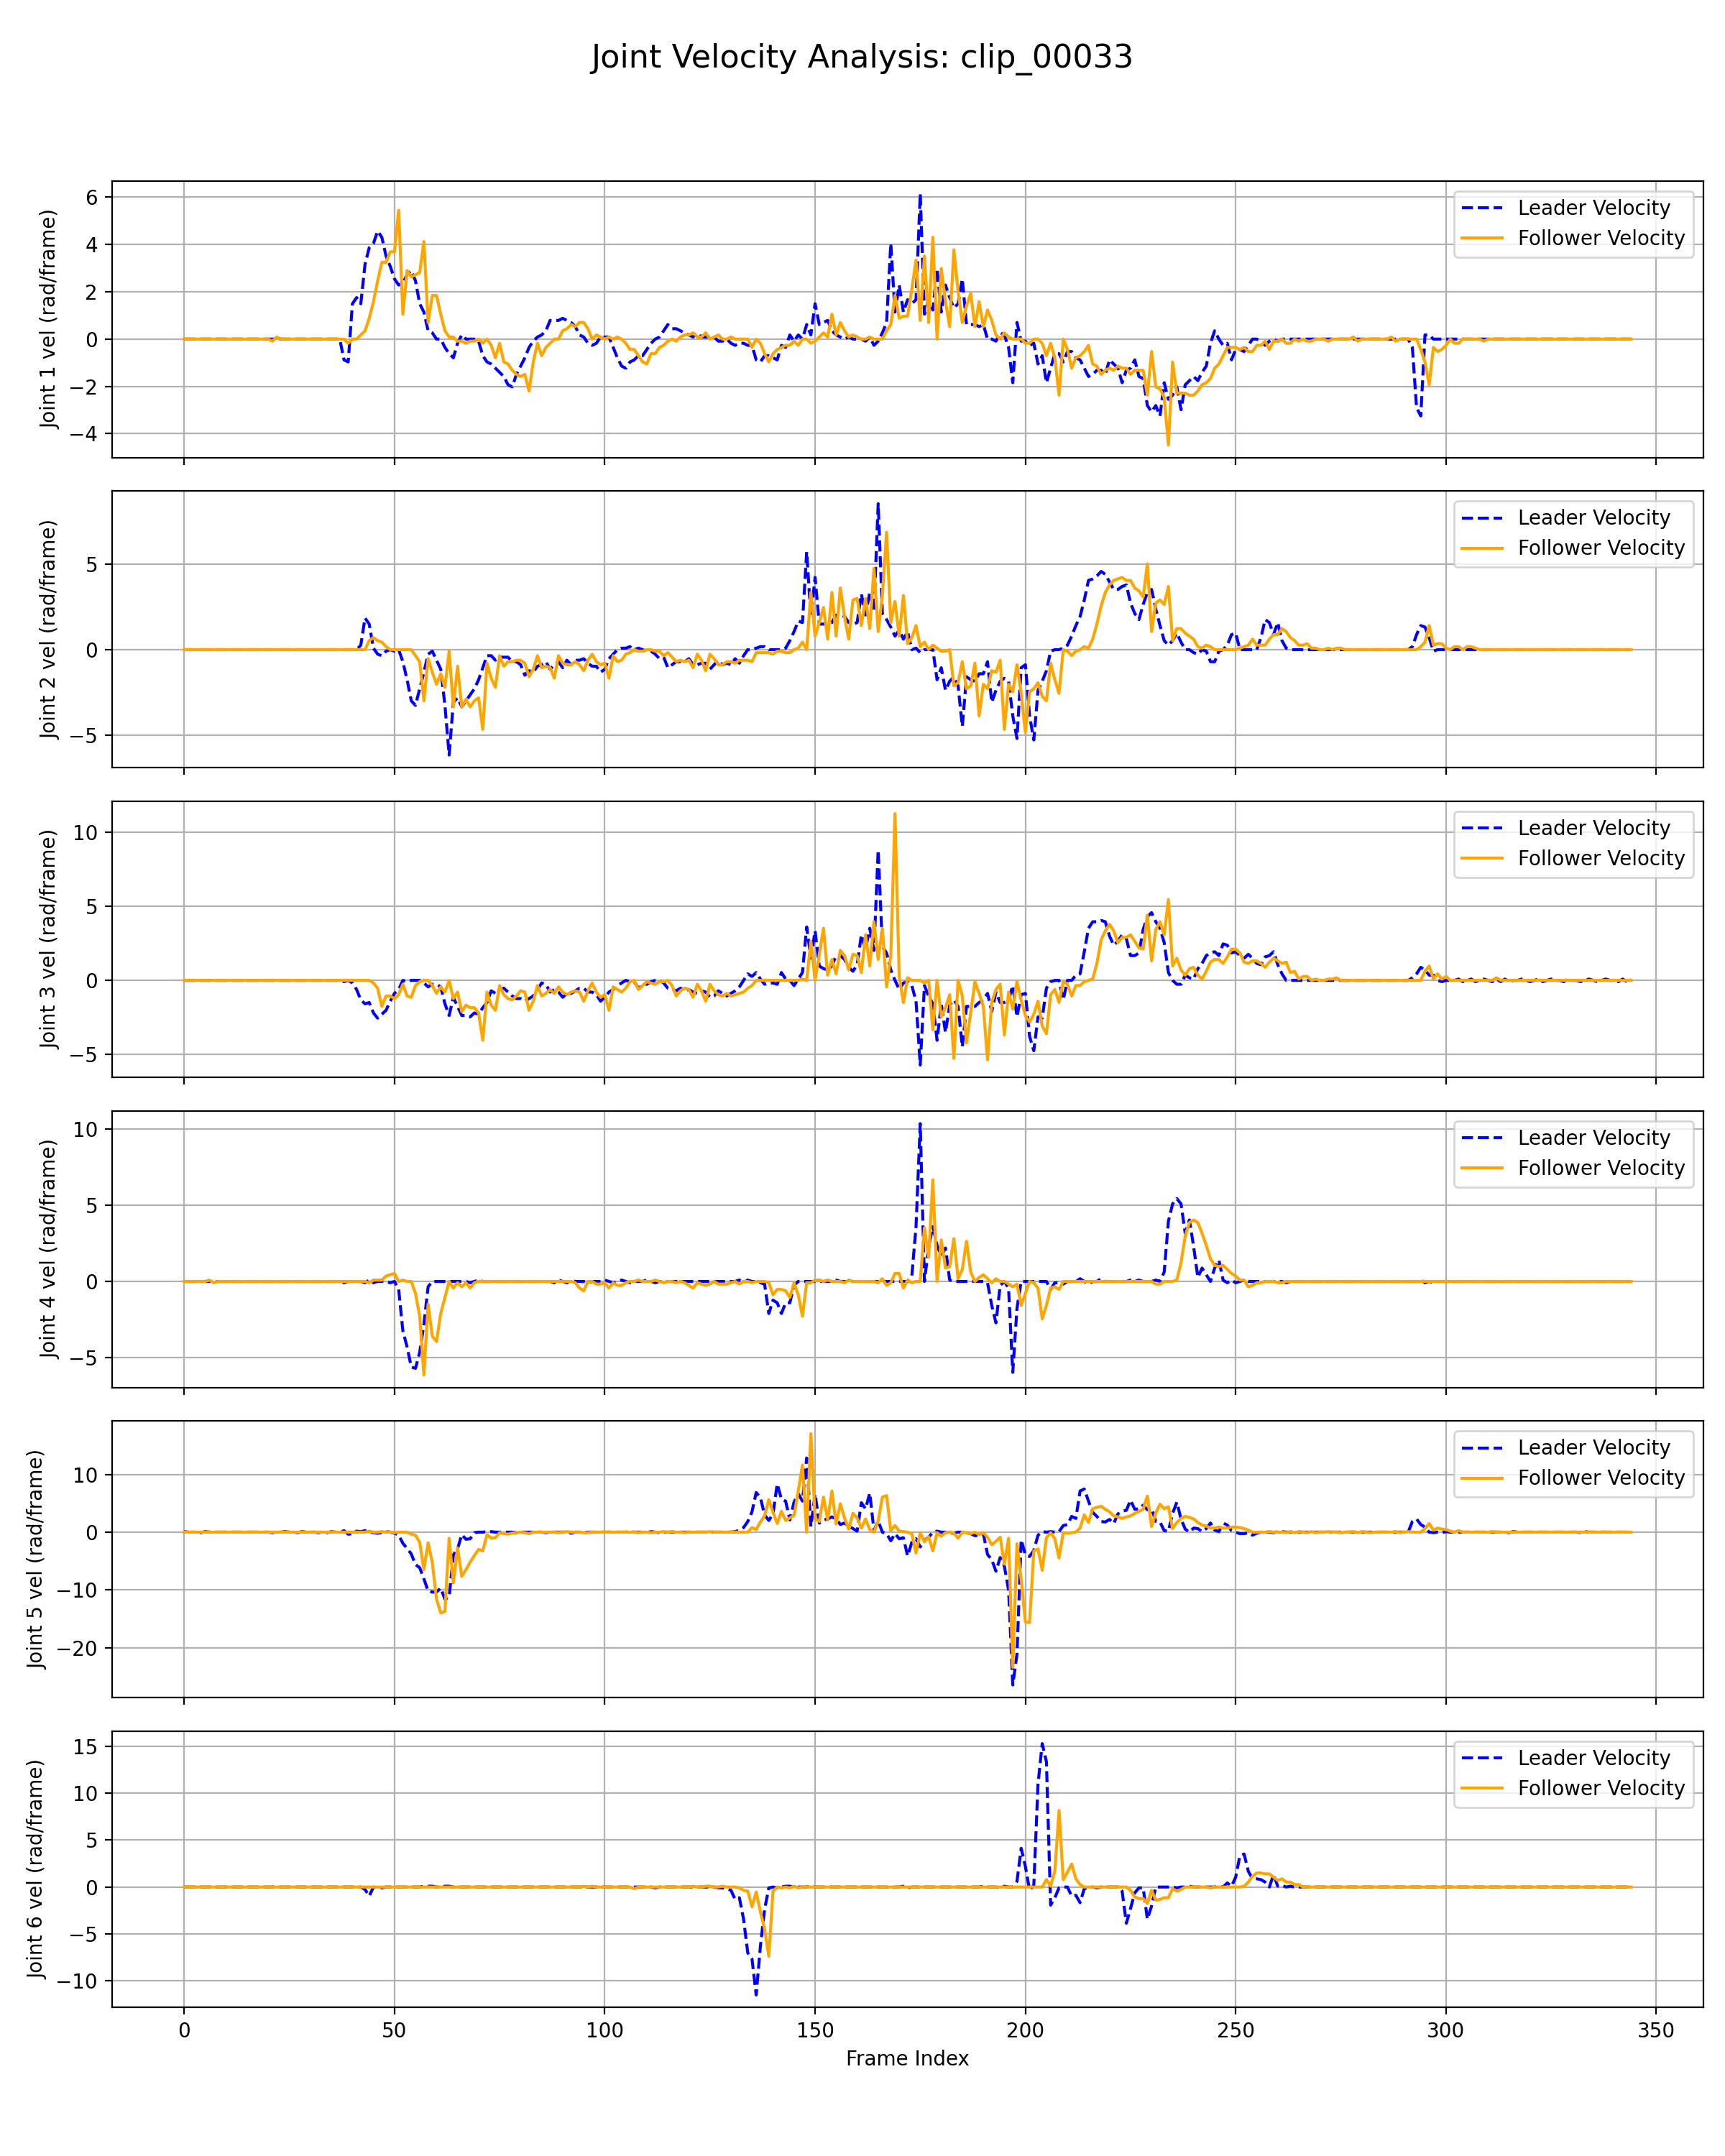 Joint Velocity Analysis: clip_00033
Joint 1 vel (rad/frame)
6
4
2
0
−2
−4
Leader Velocity
Follower Velocity
Joint 2 vel (rad/frame)
5
0
−5
Leader Velocity
Follower Velocity
Joint 3 vel (rad/frame)
10
5
0
−5
Leader Velocity
Follower Velocity
Joint 4 vel (rad/frame)
10
5
0
−5
Leader Velocity
Follower Velocity
Joint 5 vel (rad/frame)
10
0
−10
−20
Leader Velocity
Follower Velocity
Joint 6 vel (rad/frame)
15
10
5
0
−5
−10
Leader Velocity
Follower Velocity
0 50 100 150 200 250 300 350
Frame Index